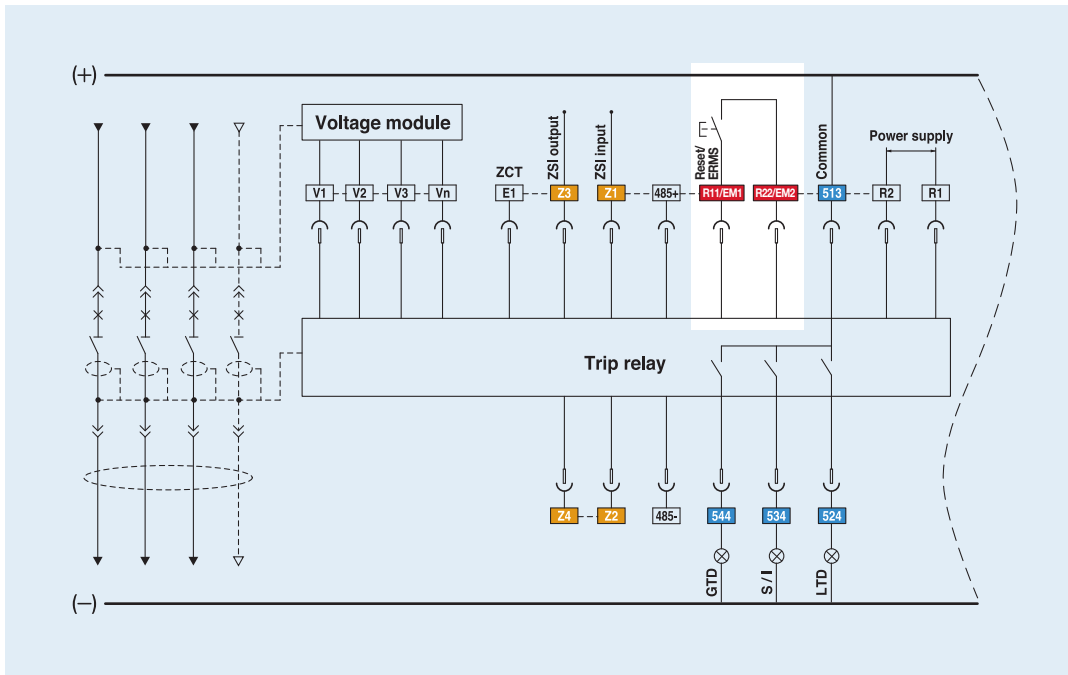 (+)
Voltage module
V1
V2
V3
Vn
ZCT
E1
ZSI output
Z3
ZSI input
Z1
485+
Reset/
ERMS
R11/EM1
R22/EM2
Common
513
Power supply
R2
R1
Trip relay
Z4
Z2
485-
544
534
524
GTD
S / I
LTD
(−)